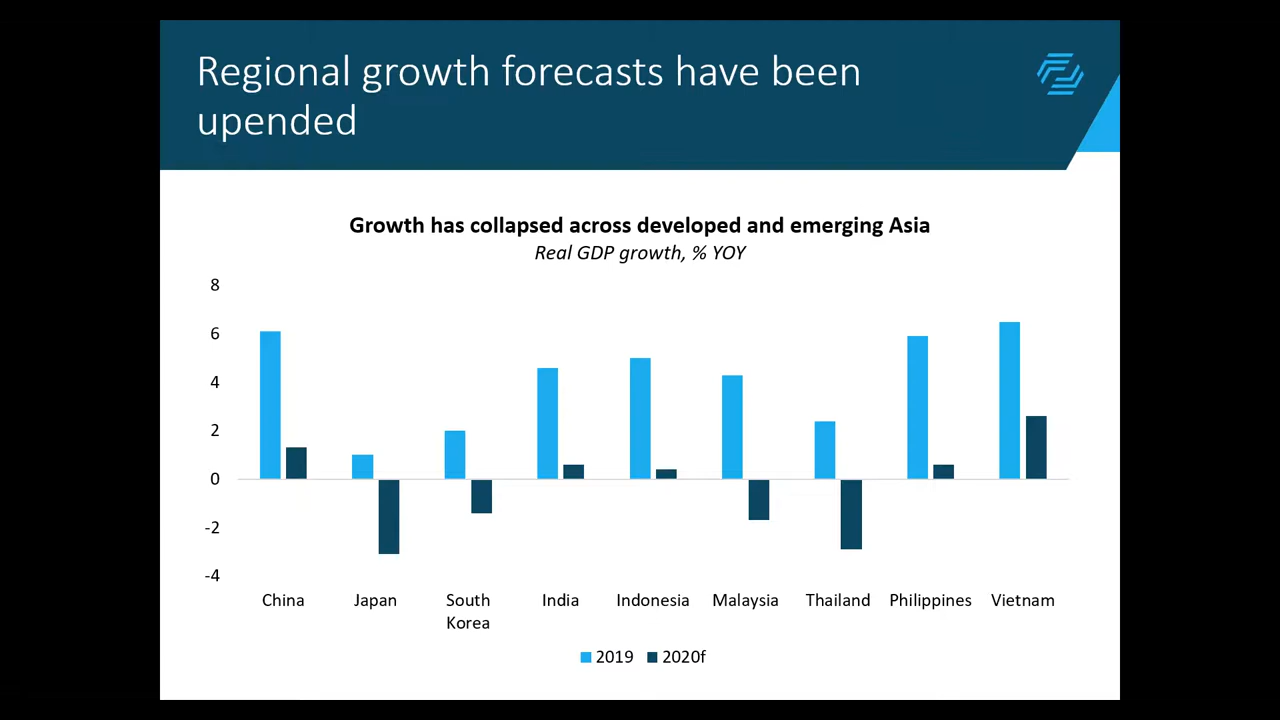 Regional growth forecasts have been
upended
Growth has collapsed across developed and emerging Asia
Real GDP growth, % YOY
8
6
4
2
0
-2
-4
China Japan South Korea India Indonesia Malaysia Thailand Philippines Vietnam
2019 2020f